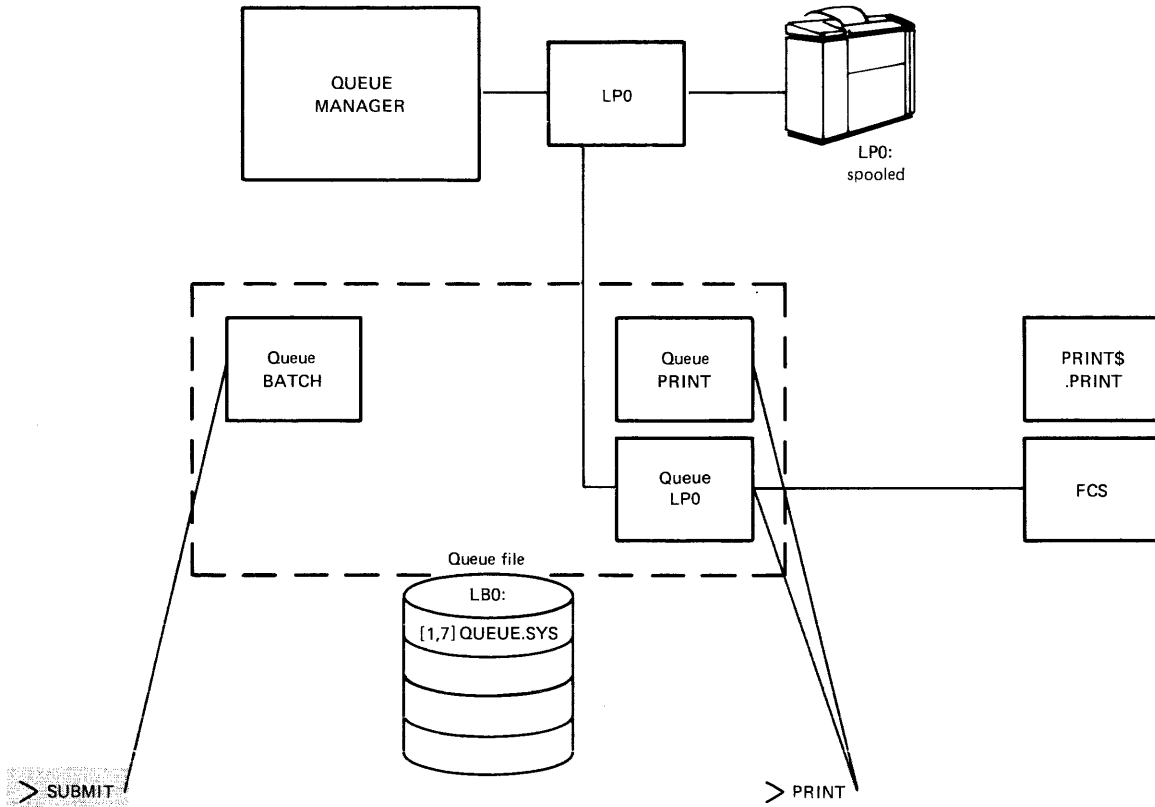 QUEUE
MANAGER
LP0
LP0:
spooled
Queue
BATCH
Queue
PRINT
PRINT$
.PRINT
Queue
LP0
FCS
Queue file
LB0:
[1,7] QUEUE.SYS
> SUBMIT
> PRINT